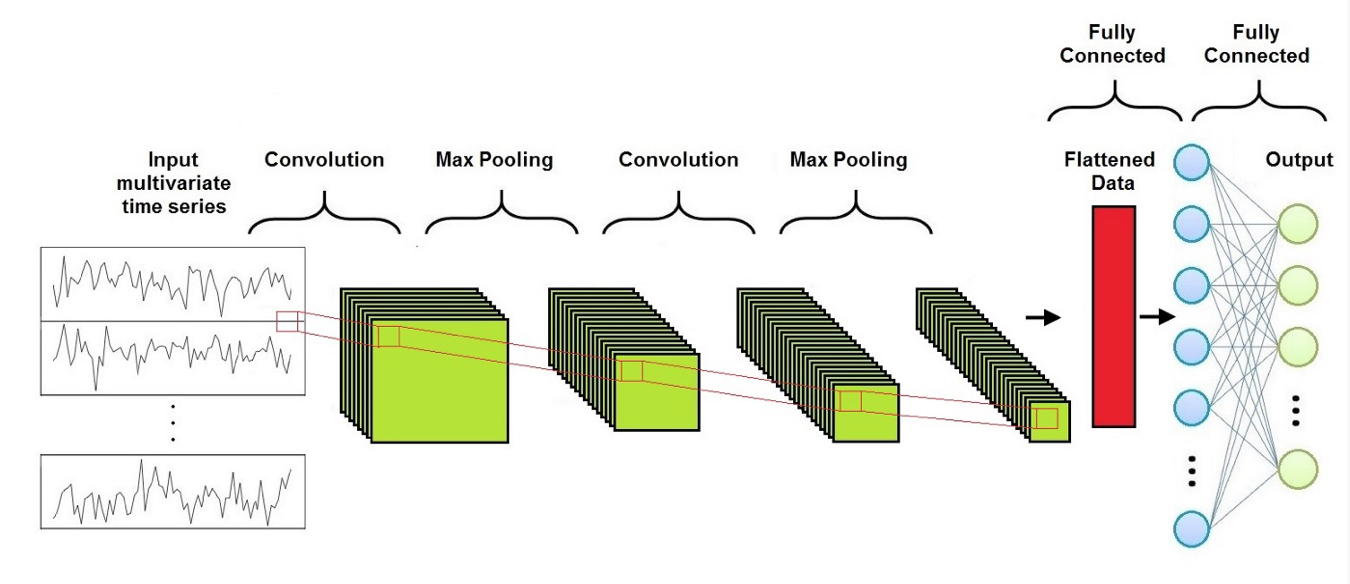 Fully
Connected
Fully
Connected
Input
multivariate
time series
Convolution
Max Pooling
Convolution
Max Pooling
Flattened
Data
Output